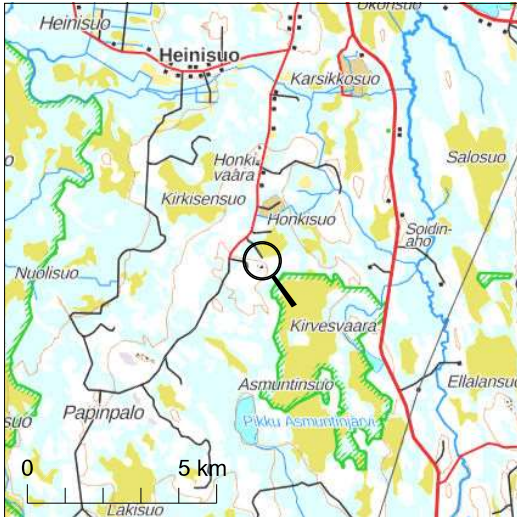 Okonsuo
Heinisuo
Heinisuo
Karsikkosuo
Honki-
vaara
Salosuo
Kirkisensuo
Honkisuo
Soidin-
aho
Nuolisuo
Kirvesvaara
Asmuntinsuo
Ellalansuo
Papinpalo
Pikku Asmuntinjärvi
suo
0 5 km
Lakisuo